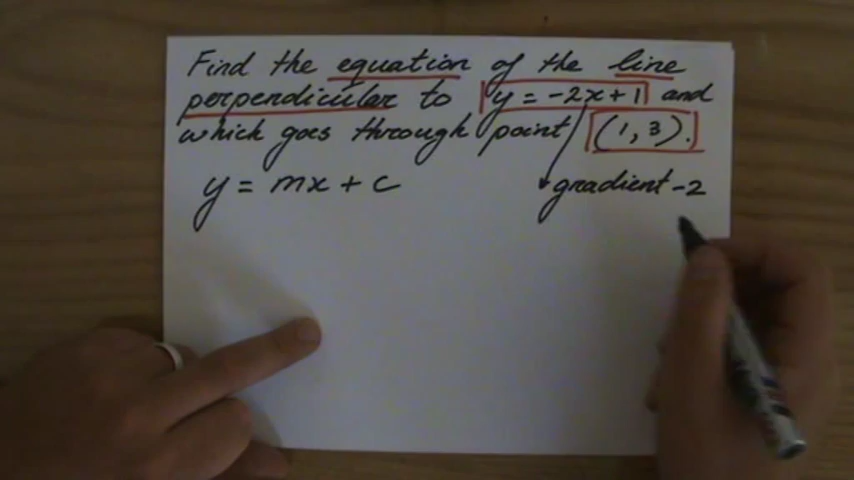 Find the equation of the line
perpendicular to y = -2x + 1 and
which goes through point (1, 3).
y = mx + c
gradient -2